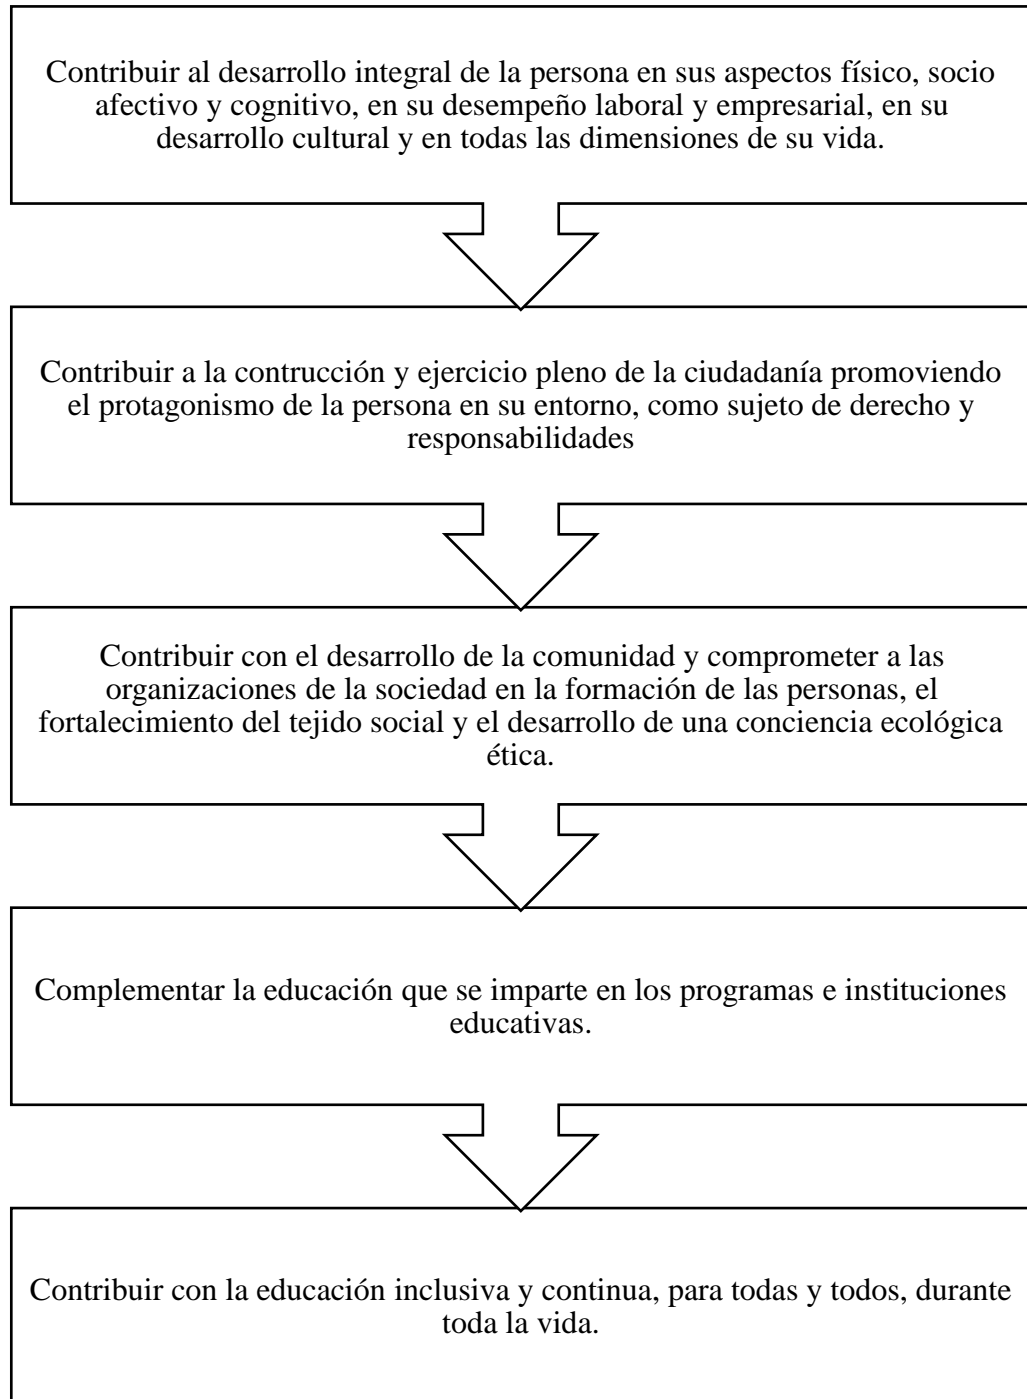 Contribuir al desarrollo integral de la persona en sus aspectos físico, socio
afectivo y cognitivo, en su desempeño laboral y empresarial, en su
desarrollo cultural y en todas las dimensiones de su vida.
Contribuir a la contrucción y ejercicio pleno de la ciudadanía promoviendo
el protagonismo de la persona en su entorno, como sujeto de derecho y
responsabilidades
Contribuir con el desarrollo de la comunidad y comprometer a las
organizaciones de la sociedad en la formación de las personas, el
fortalecimiento del tejido social y el desarrollo de una conciencia ecológica
ética.
Complementar la educación que se imparte en los programas e instituciones
educativas.
Contribuir con la educación inclusiva y continua, para todas y todos, durante
toda la vida.